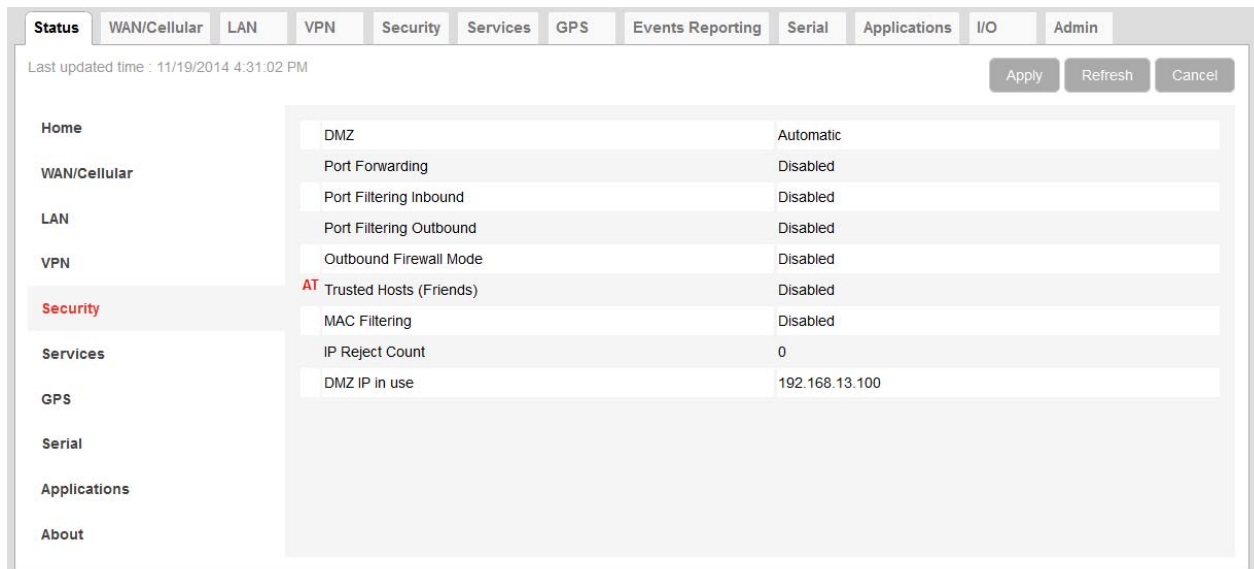 Status WAN/Cellular LAN VPN Security Services GPS Events Reporting Serial Applications I/O Admin
Last updated time : 11/19/2014 4:31:02 PM
Apply Refresh Cancel
Home
WAN/Cellular
LAN
VPN
Security
Services
GPS
Serial
Applications
About
DMZ Automatic
Port Forwarding Disabled
Port Filtering Inbound Disabled
Port Filtering Outbound Disabled
Outbound Firewall Mode Disabled
AT Trusted Hosts (Friends) Disabled
MAC Filtering Disabled
IP Reject Count 0
DMZ IP in use 192.168.13.100